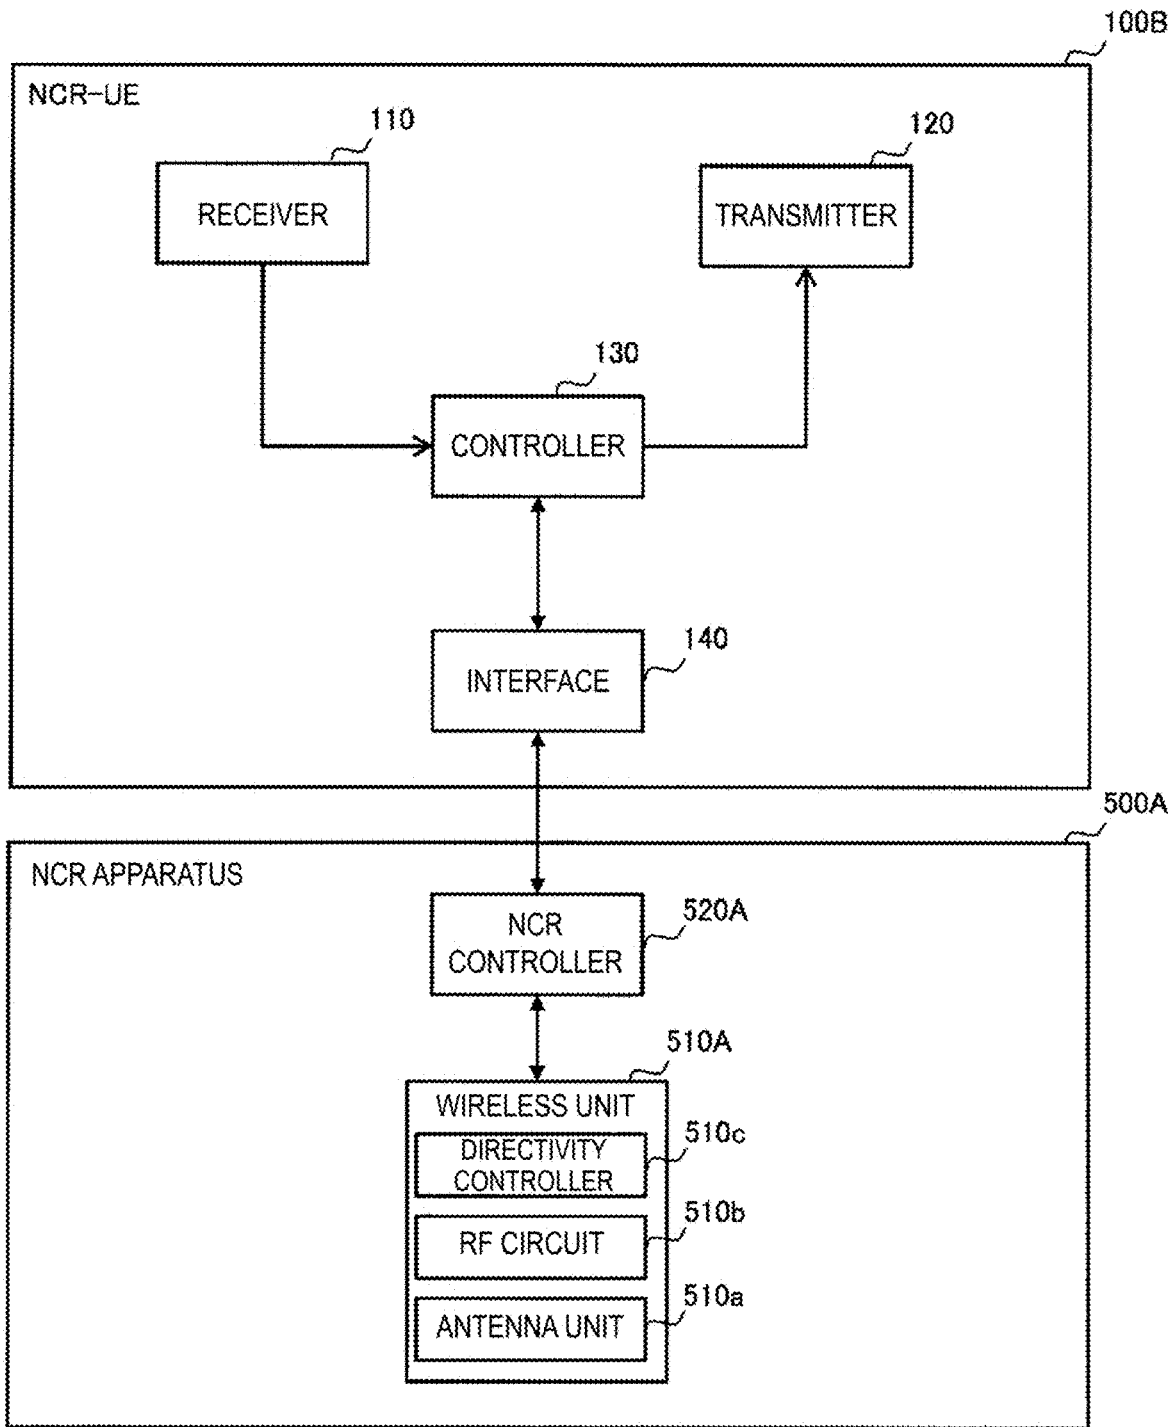 100B
NCR-UE
110
120
RECEIVER
TRANSMITTER
130
CONTROLLER
140
INTERFACE
500A
NCR APPARATUS
520A
NCR
CONTROLLER
510A
WIRELESS UNIT
510c
DIRECTIVITY
CONTROLLER
510b
RF CIRCUIT
510a
ANTENNA UNIT